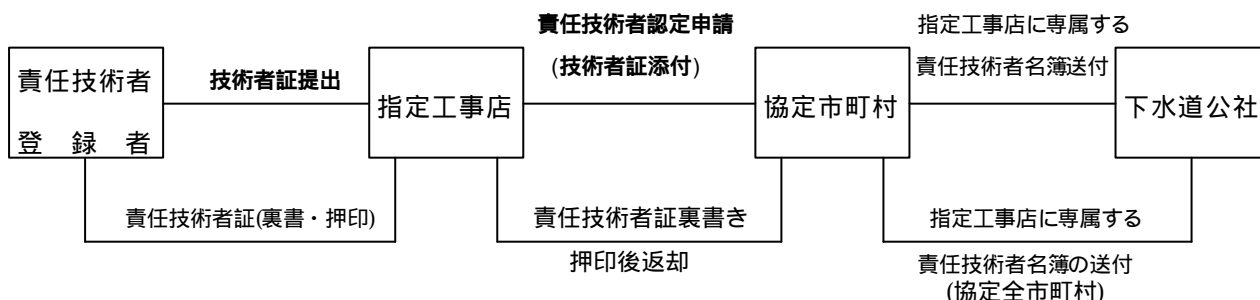 責任技術者認定申請
指定工事店に専属する
責任技術者
技術者証提出
(技術者証添付)
責任技術者名簿送付
登録者
指定工事店
協定市町村
下水道公社
責任技術者証(裏書・押印)
責任技術者証裏書き
指定工事店に専属する
押印後返却
責任技術者名簿の送付
(協定全市町村)